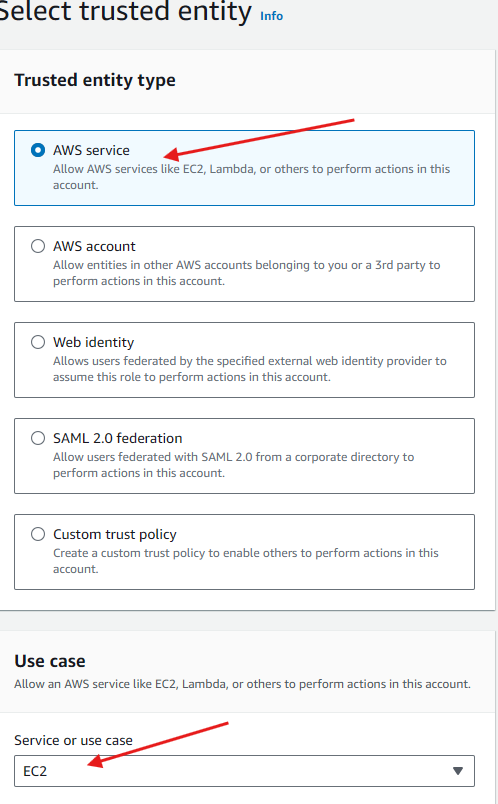 Select trusted entity Info
Trusted entity type
AWS service
Allow AWS services like EC2, Lambda, or others to perform actions in this
account.
AWS account
Allow entities in other AWS accounts belonging to you or a 3rd party to
perform actions in this account.
Web identity
Allows users federated by the specified external web identity provider to
assume this role to perform actions in this account.
SAML 2.0 federation
Allow users federated with SAML 2.0 from a corporate directory to
perform actions in this account.
Custom trust policy
Create a custom trust policy to enable others to perform actions in this
account.
Use case
Allow an AWS service like EC2, Lambda, or others to perform actions in this account.
Service or use case
EC2